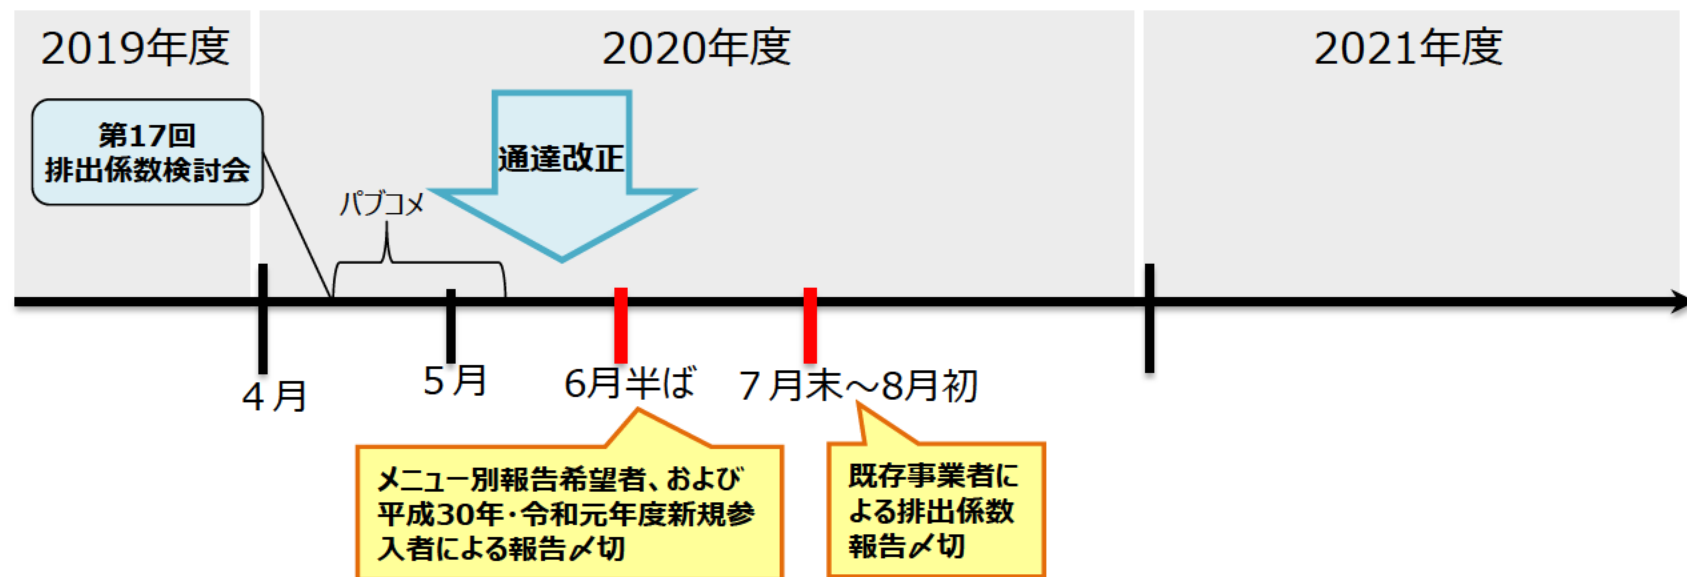 2019年度
2020年度
2021年度
第17回
排出係数検討会
通達改正
パブコメ
４月
５月
6月半ば
７月末～8月初
メニュー別報告希望者、および
平成30年・令和元年度新規参
入者による報告〆切
既存事業者に
よる排出係数
報告〆切